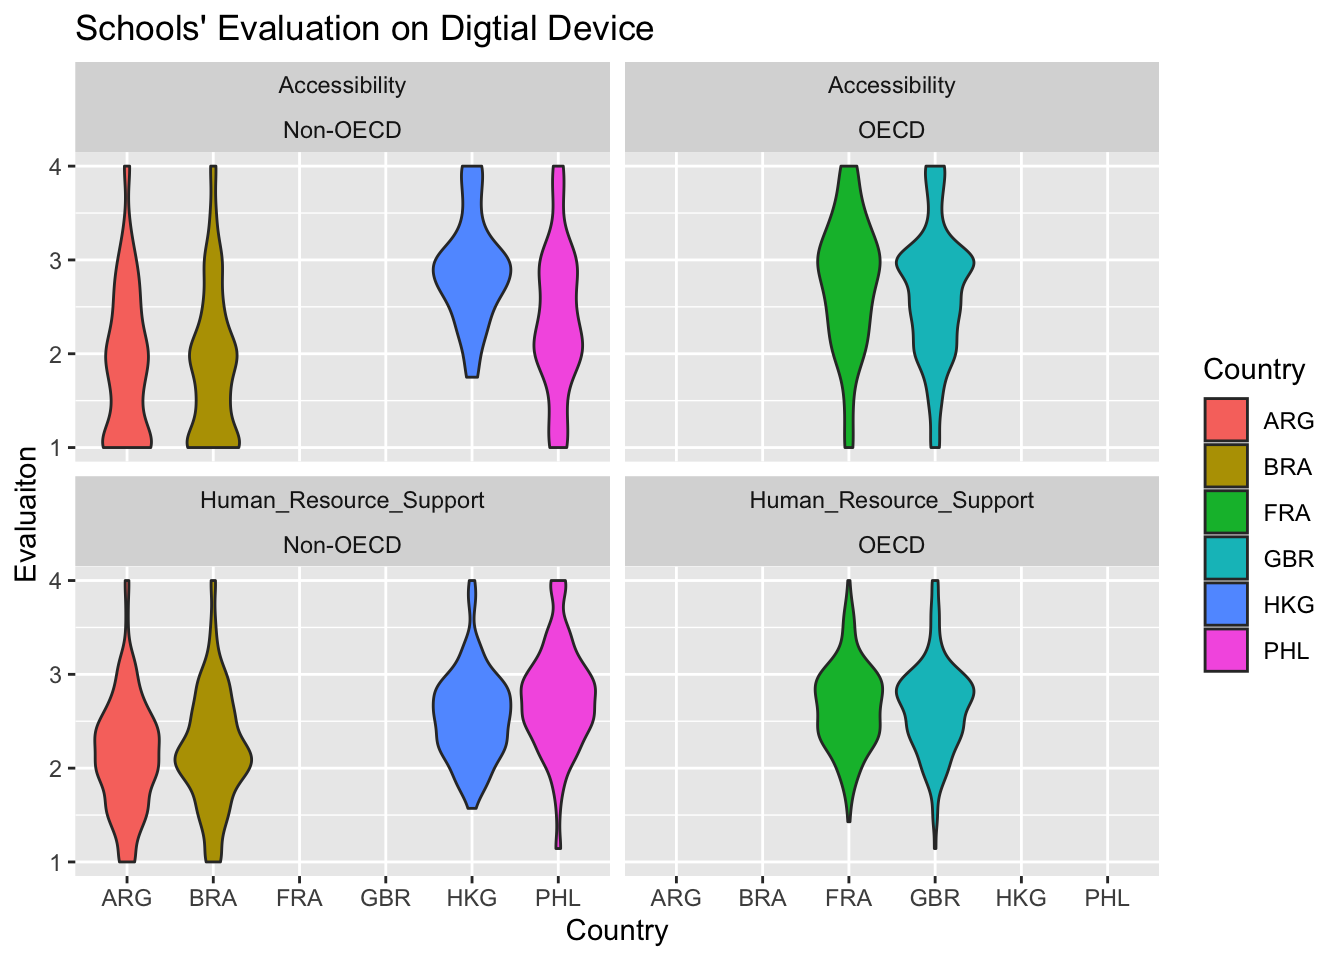 Schools' Evaluation on Digtial Device
Accessibility
Non-OECD
Accessibility
OECD
4
3
2
1
Human_Resource_Support
Non-OECD
Human_Resource_Support
OECD
4
3
2
1
Evaluaiton
ARG BRA FRA GBR HKG PHL
ARG BRA FRA GBR HKG PHL
Country
Country
ARG
BRA
FRA
GBR
HKG
PHL